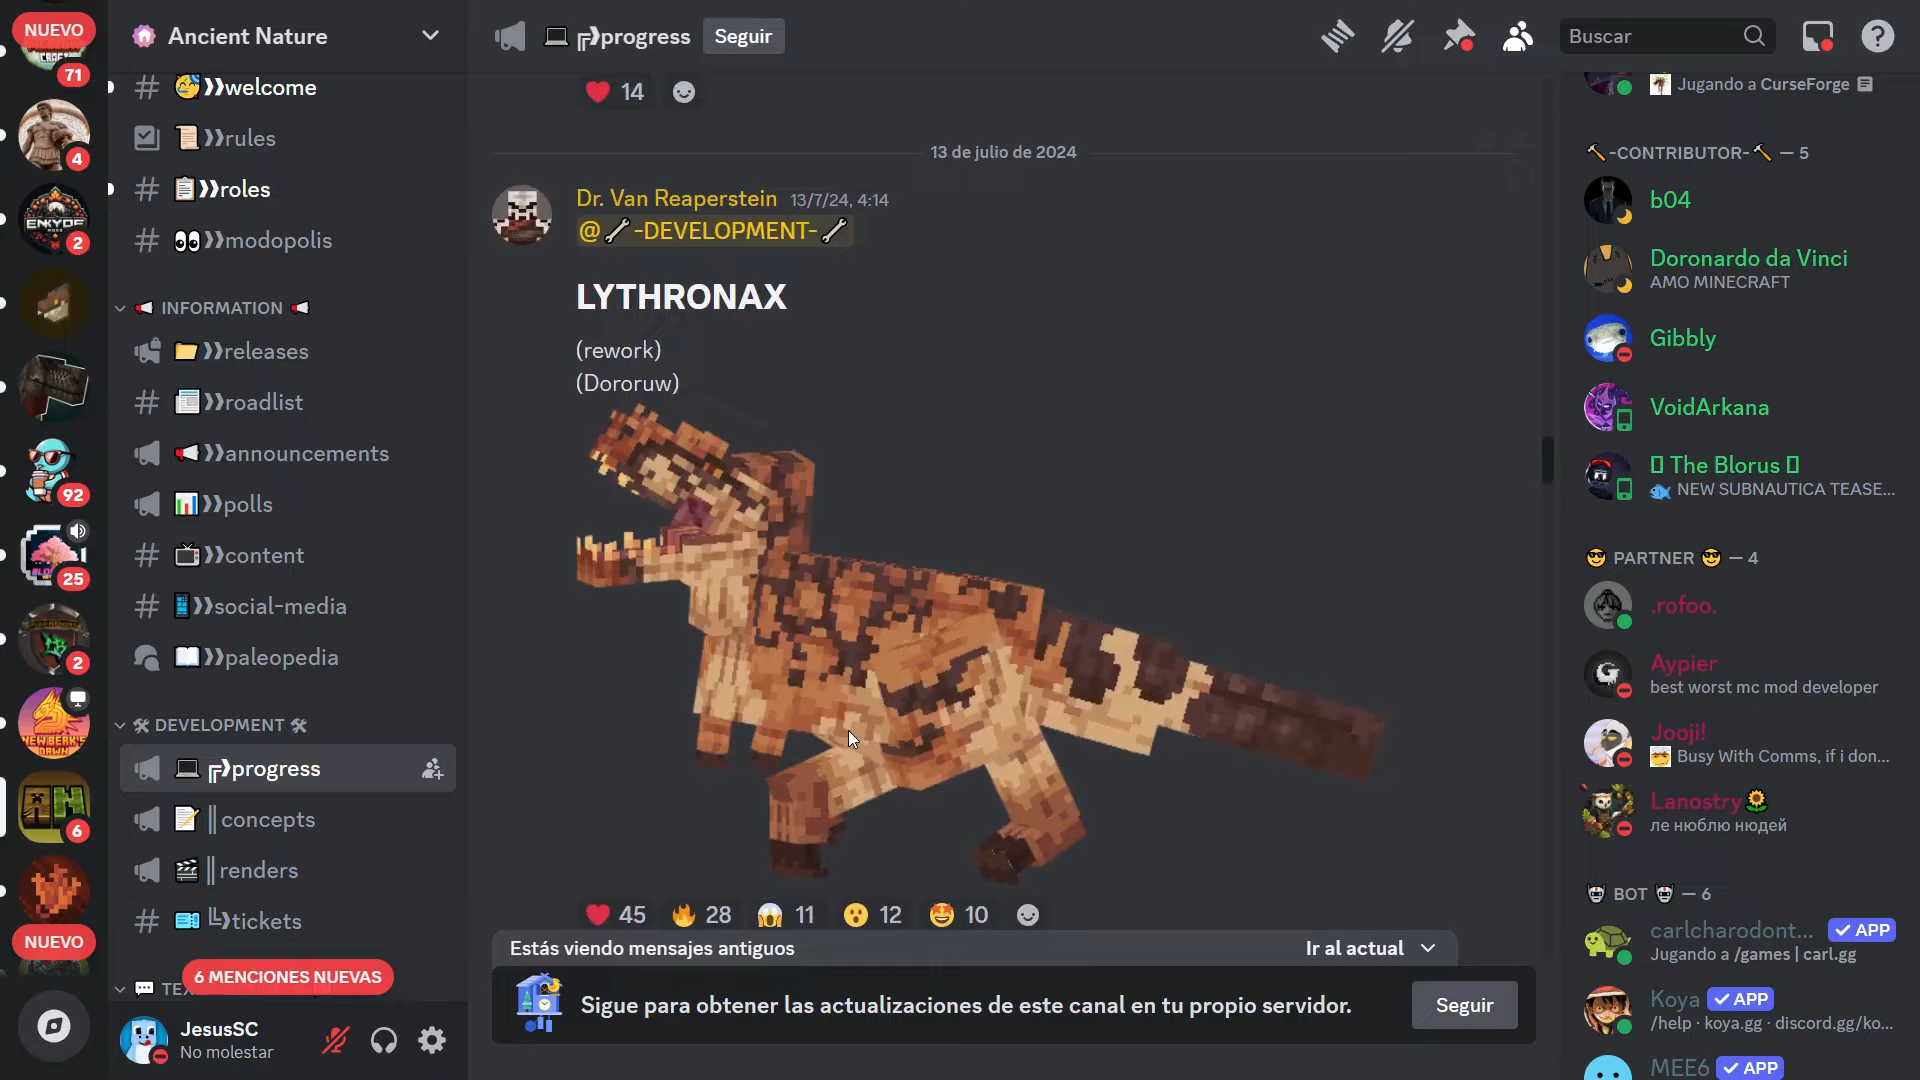 NUEVO
71
4
2
92
25
2
NEW BERK'S
DAWN
6
NUEVO
Ancient Nature
welcome
rules
roles
modopolis
INFORMATION
releases
roadlist
announcements
polls
content
social-media
paleopedia
DEVELOPMENT
progress
concepts
renders
tickets
6 MENCIONES NUEVAS
JesusSC
No molestar
progress
Seguir
14
13 de julio de 2024
Dr. Van Reaperstein 13/7/24, 4:14
@🔧-DEVELOPMENT-🔧
LYTHRONAX
(rework)
(Dororuw)
45 28 11 12 10
Estás viendo mensajes antiguos
Ir al actual
Sigue para obtener las actualizaciones de este canal en tu propio servidor.
Seguir
Buscar
Jugando a CurseForge
-CONTRIBUTOR- — 5
b04
Doronardo da Vinci
AMO MINECRAFT
Gibbly
VoidArkana
The Blorus
NEW SUBNAUTICA TEASE...
PARTNER — 4
.rofoo.
Aypier
best worst mc mod developer
Jooji!
Busy With Comms, if i don...
Lanostry🌻
ле нюблю нюдей
BOT — 6
carlcharodont... ✓ APP
Jugando a /games | carl.gg
Koya ✓ APP
/help · koya.gg · discord.gg/ko...
MEE6 ✓ APP